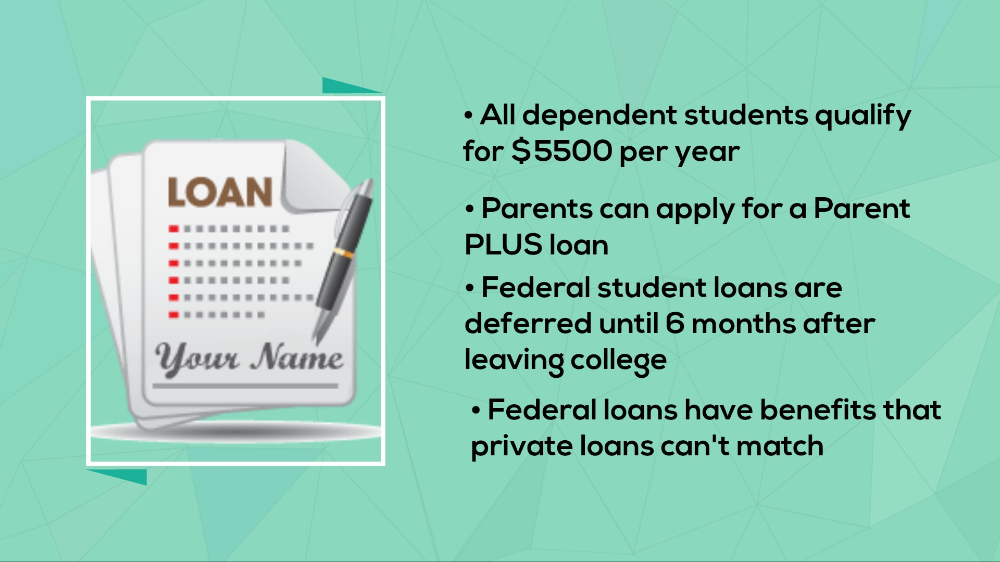 LOAN
Your Name
• All dependent students qualify
for $5500 per year
• Parents can apply for a Parent
PLUS loan
• Federal student loans are
deferred until 6 months after
leaving college
• Federal loans have benefits that
private loans can't match